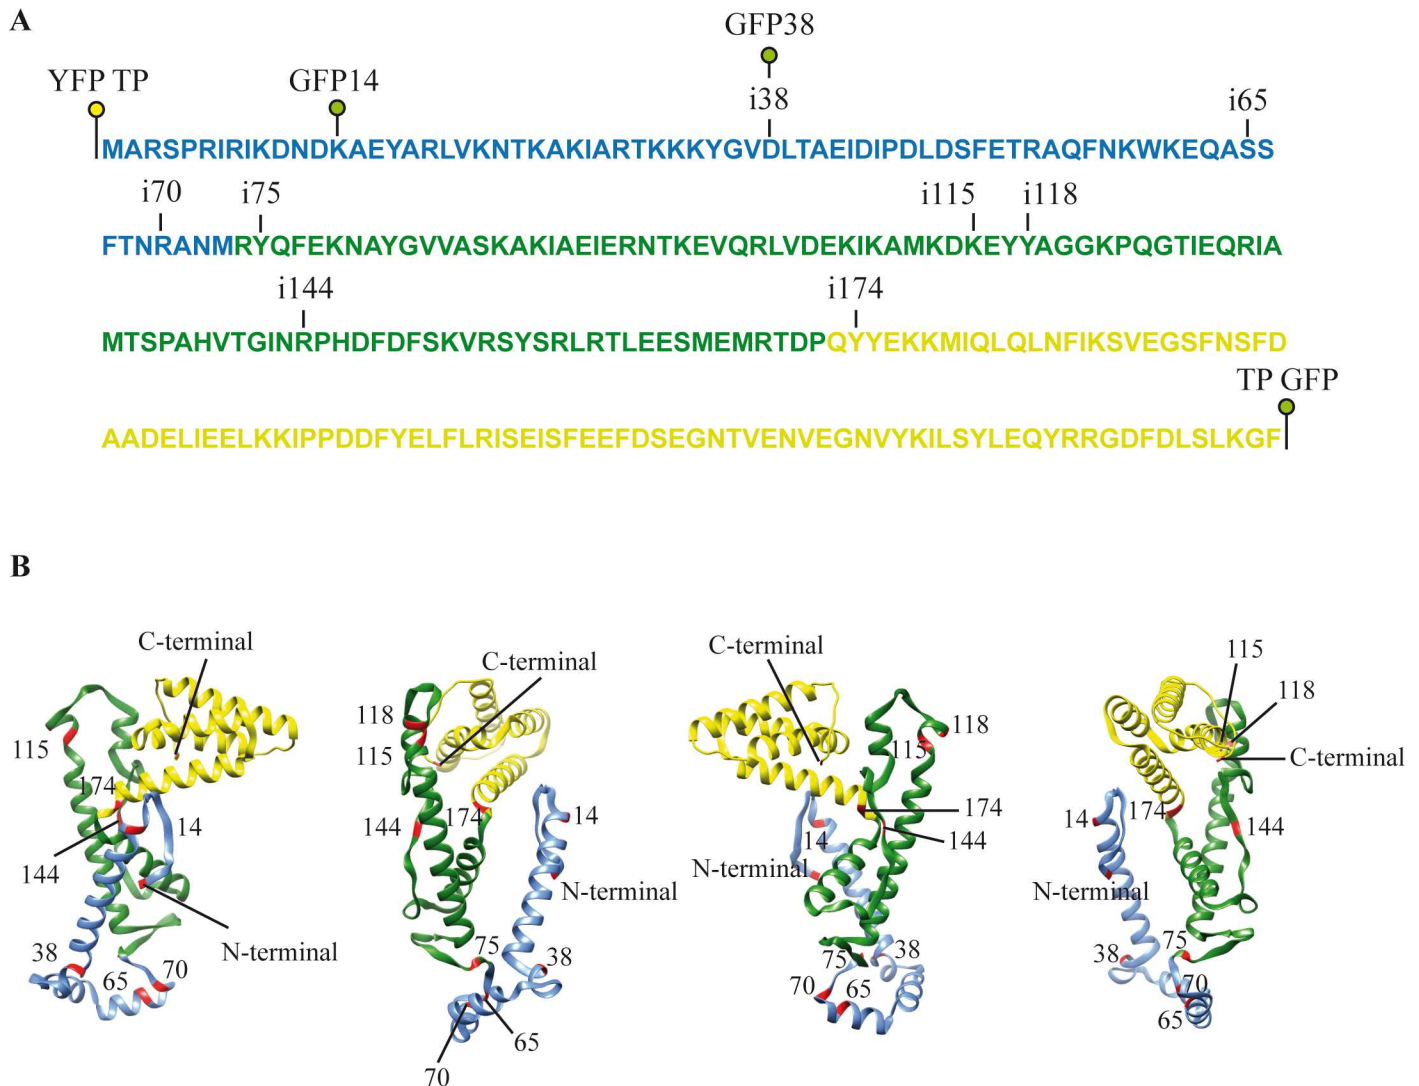 A
GFP38
YFP TP
GFP14
i38
i65
MARSPRIRIKDNDKAEYARLVKNTKAKIARTKKKYGVDLTAEIDIPDLDSFETRAQFNKWKEQASS
i70
i75
i115
i118
FTNRANMRYQFEKNAYGVVASKAKIAEIERNTKEVQRLVDEKIKAMKDKEYYAGGKPQGTIEQRIA
i144
i174
MTSPAHVTGINRPHDFDFSKVRSYSRLRTLEESMEMRTDPQYYEKKMIQLQLNFIKSVEGSFNSFD
TP GFP
AADELIEELKKIPPDDFYELFLRISEISFEEFDSEGNTVENVEGNVYKILSYLEQYRRGDFDLSLKGF
B
C-terminal
115
174
14
144
N-terminal
38
65
70
C-terminal
118
115
144
174
14
N-terminal
75
38
65
70
C-terminal
118
115
174
14
144
N-terminal
75
38
70
65
115
118
C-terminal
174
14
144
N-terminal
75
38
70
65